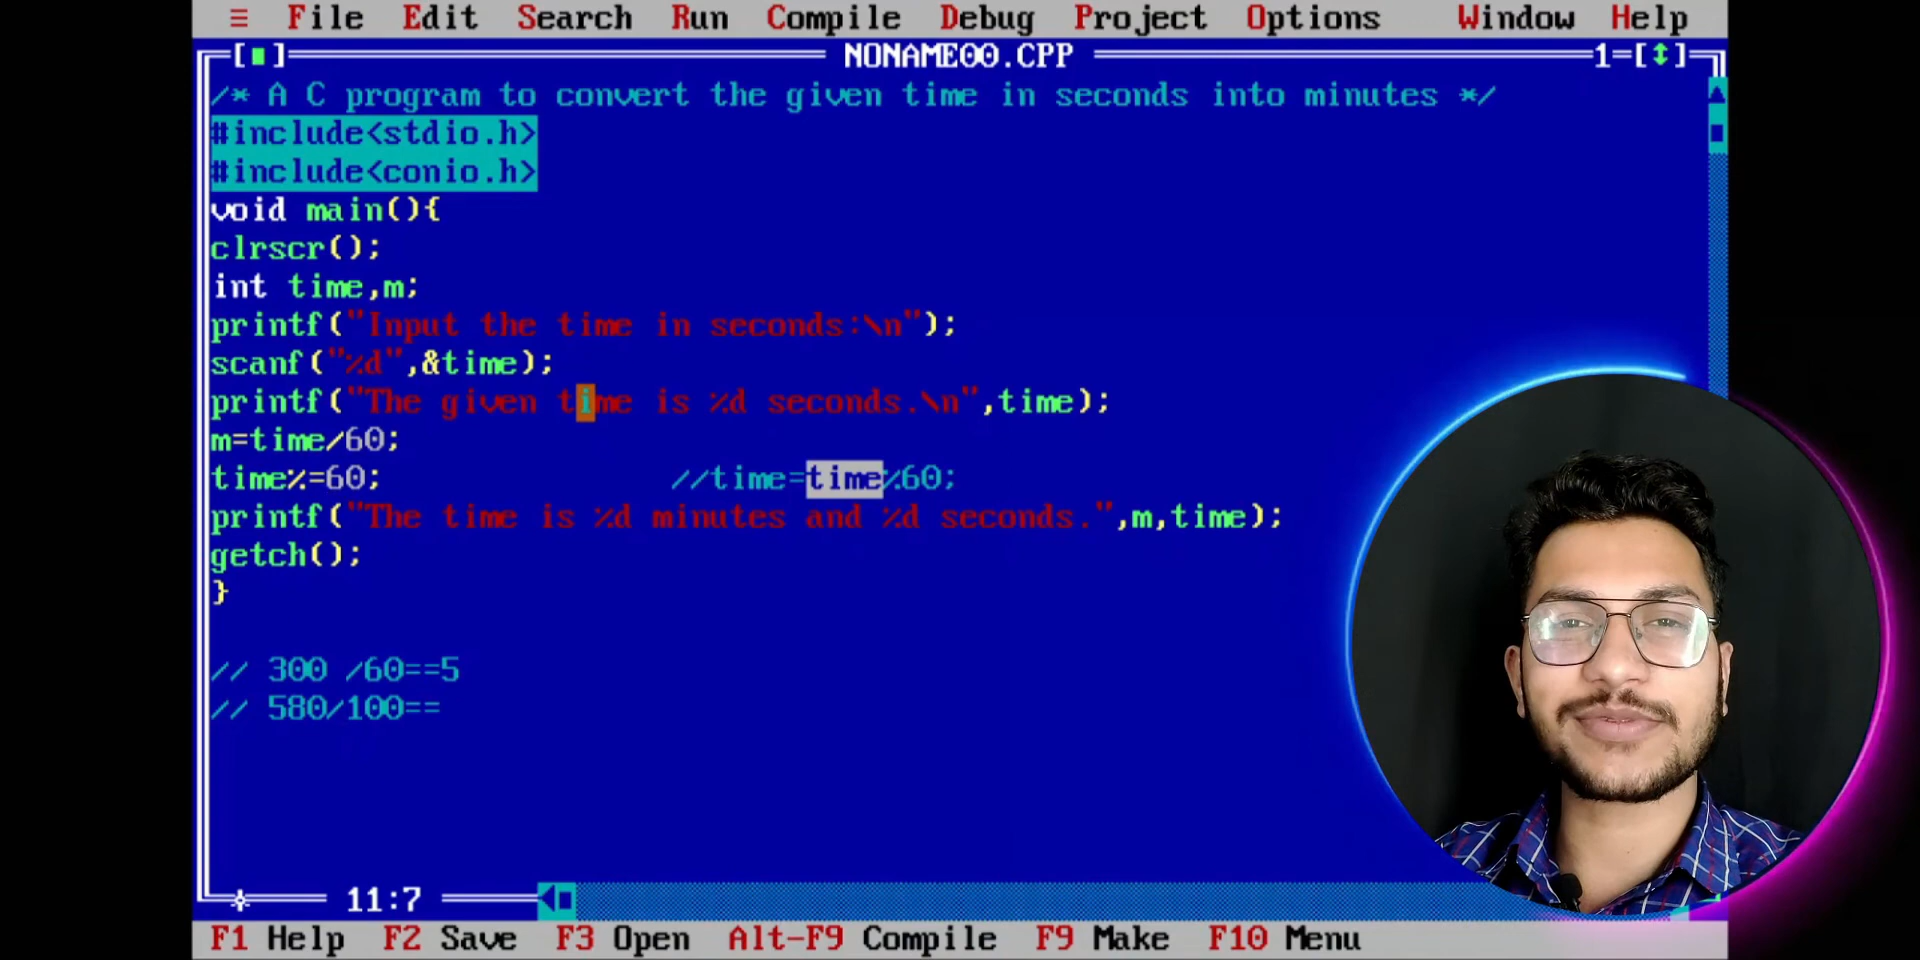 ≡ File Edit Search Run Compile Debug Project Options Window Help
[■] NONAME00.CPP 1=[↕]
/* A C program to convert the given time in seconds into minutes */
#include<stdio.h>
#include<conio.h>
void main(){
clrscr();
int time,m;
printf("Input the time in seconds:\n");
scanf("%d",&time);
printf("The given time is %d seconds.\n",time);
m=time/60;
time%=60; //time=time%60;
printf("The time is %d minutes and %d seconds.",m,time);
getch();
}
// 300 /60==5
// 580/100==
11:7
F1 Help F2 Save F3 Open Alt-F9 Compile F9 Make F10 Menu